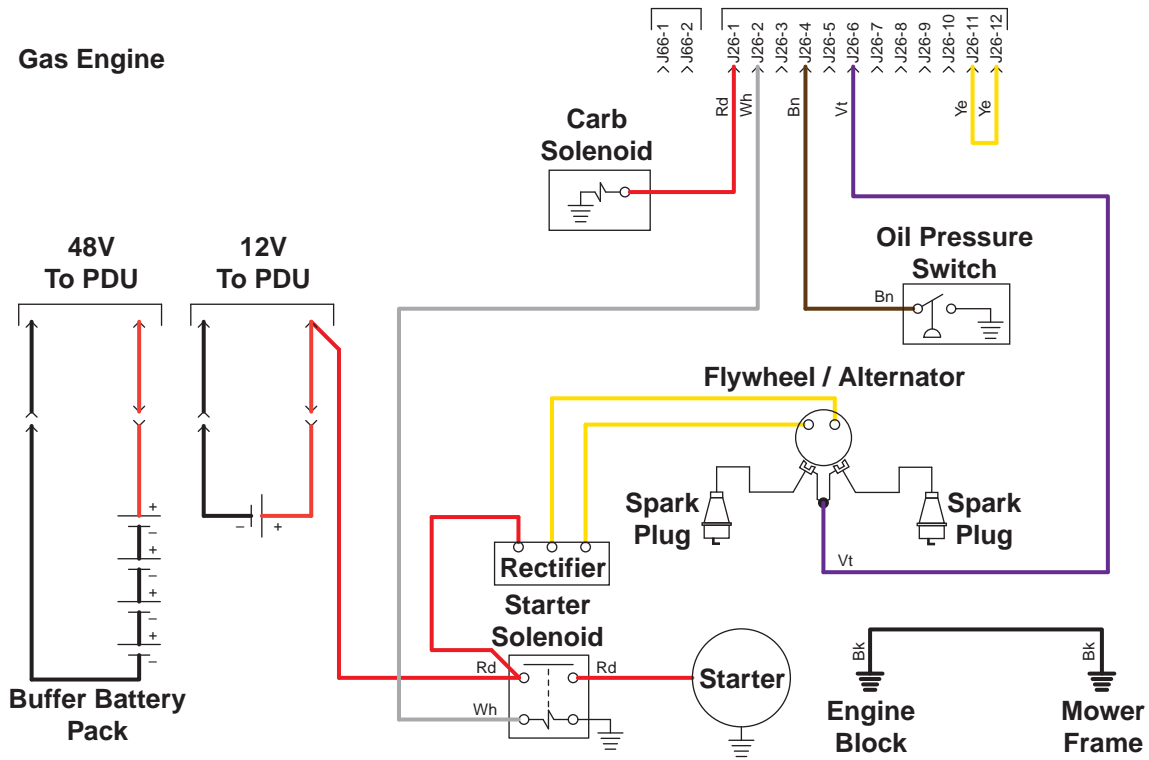 Gas Engine
J66-1
J66-2
J26-1
J26-2
J26-3
J26-4
J26-5
J26-6
J26-7
J26-8
J26-9
J26-10
J26-11
J26-12
Rd
Wh
Bn
Vt
Ye
Ye
Carb
Solenoid
48V
To PDU
12V
To PDU
Oil Pressure
Switch
Bn
Flywheel / Alternator
Spark
Plug
Spark
Plug
+
–
+
–
+
–
+
–
– +
Vt
Rectifier
Starter
Solenoid
Rd
Rd
Wh
Starter
Bk
Bk
Buffer Battery
Pack
Engine
Block
Mower
Frame